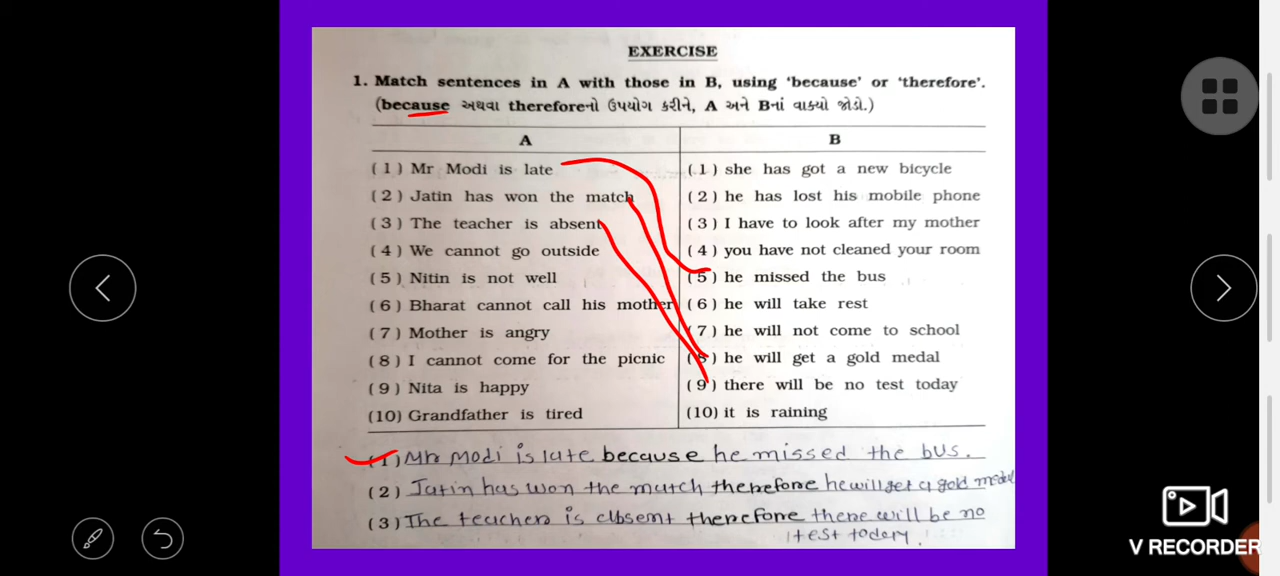 EXERCISE
1. Match sentences in A with those in B, using 'because' or 'therefore'.
(because અથવા thereforeનો ઉપયોગ કરીને, A અને Bનાં વાક્યો જોડો.)
A B
(1) Mr Modi is late (1) she has got a new bicycle
(2) Jatin has won the match (2) he has lost his mobile phone
(3) The teacher is absent (3) I have to look after my mother
(4) We cannot go outside (4) you have not cleaned your room
(5) Nitin is not well (5) he missed the bus
(6) Bharat cannot call his mother (6) he will take rest
(7) Mother is angry (7) he will not come to school
(8) I cannot come for the picnic (8) he will get a gold medal
(9) Nita is happy (9) there will be no test today
(10) Grandfather is tired (10) it is raining
(1) Mr Modi is late because he missed the bus.
(2) Jatin has won the match therefore he will get a gold medal
(3) The teacher is absent therefore there will be no
test today.
V RECORDER